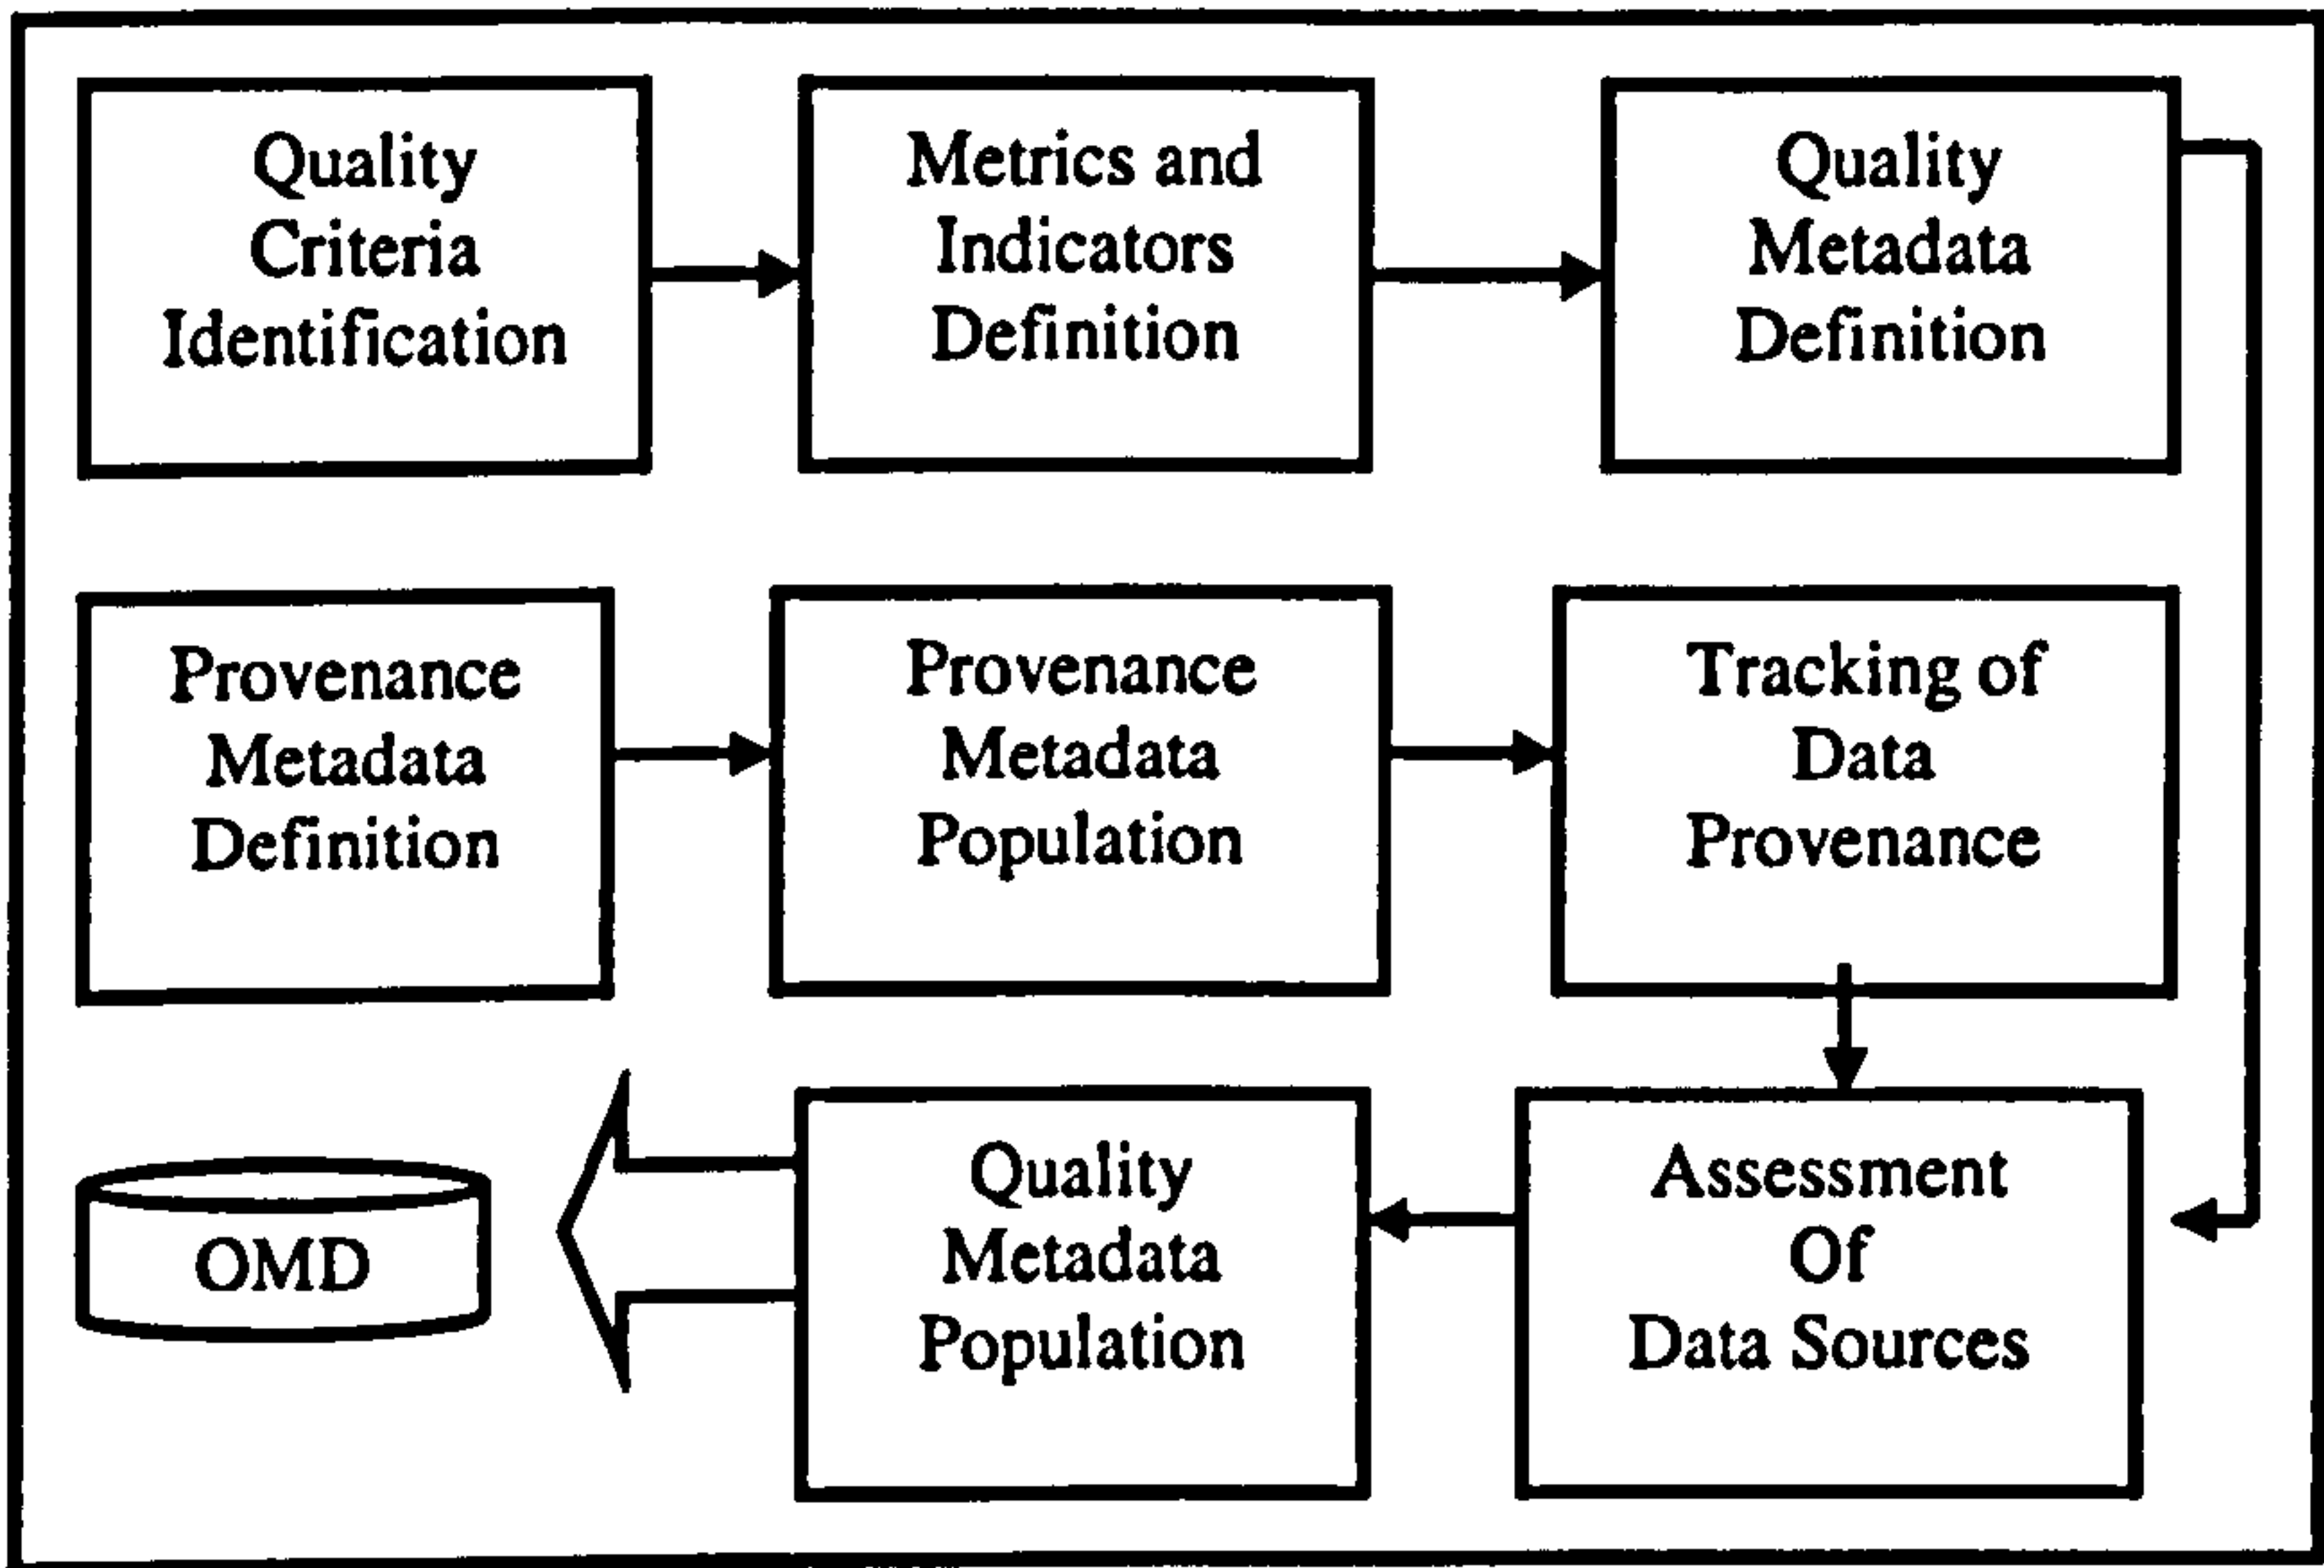 Quality
Criteria
Identification
Metrics and
Indicators
Definition
Quality
Metadata
Definition
Provenance
Metadata
Definition
Provenance
Metadata
Population
Tracking of
Data
Provenance
OMD
Quality
Metadata
Population
Assessment
Of
Data Sources